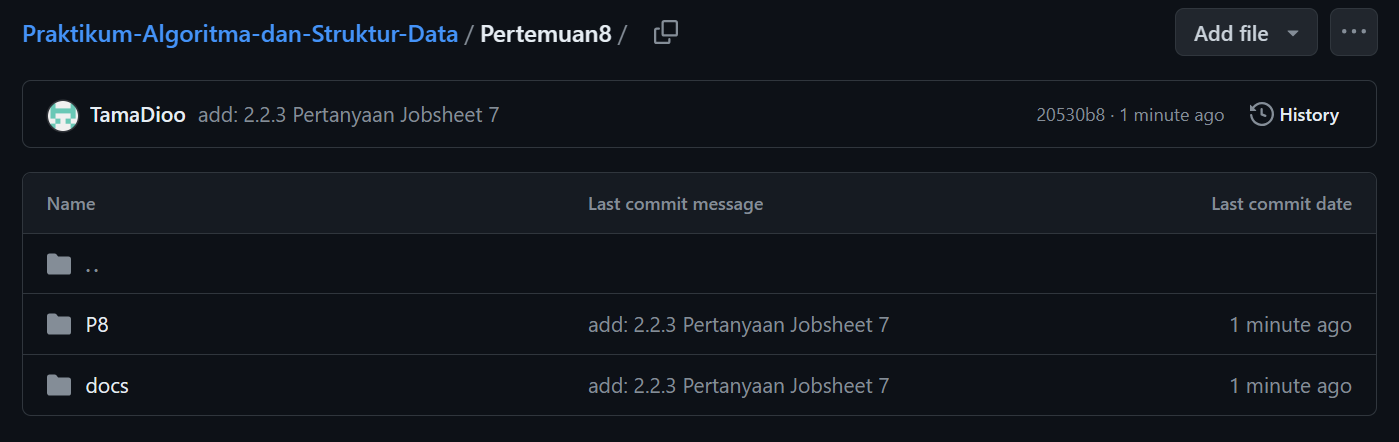 Praktikum-Algoritma-dan-Struktur-Data / Pertemuan8 /
Add file
TamaDioo add: 2.2.3 Pertanyaan Jobsheet 7
20530b8 · 1 minute ago
History
Name Last commit message Last commit date
..
P8 add: 2.2.3 Pertanyaan Jobsheet 7 1 minute ago
docs add: 2.2.3 Pertanyaan Jobsheet 7 1 minute ago